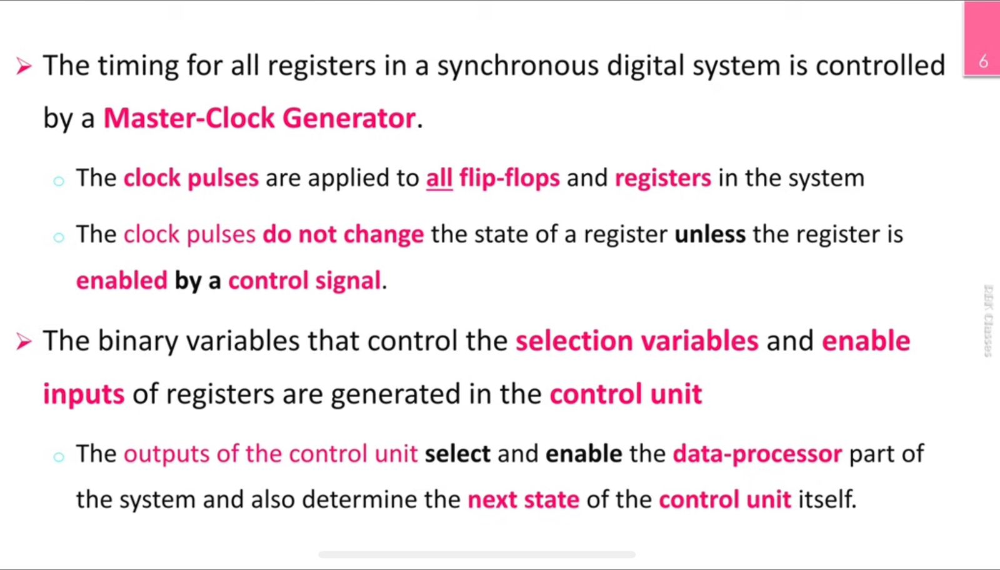 6
➢ The timing for all registers in a synchronous digital system is controlled
by a Master-Clock Generator.
o The clock pulses are applied to all flip-flops and registers in the system
o The clock pulses do not change the state of a register unless the register is
enabled by a control signal.
➢ The binary variables that control the selection variables and enable
inputs of registers are generated in the control unit
o The outputs of the control unit select and enable the data-processor part of
the system and also determine the next state of the control unit itself.
RBK Classes